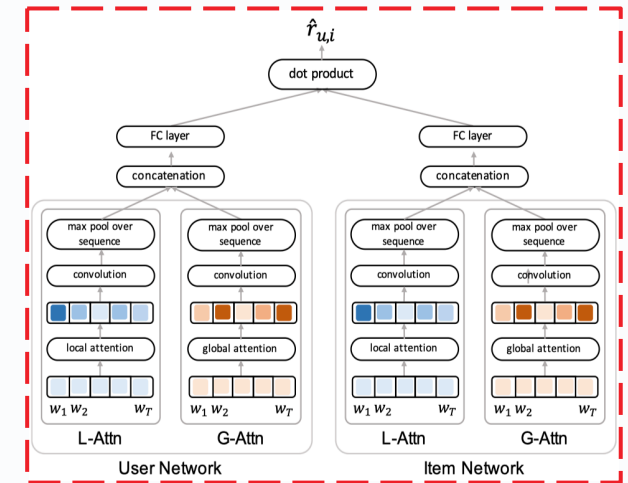 r̂u,i
dot product
FC layer
FC layer
concatenation
concatenation
max pool over
sequence
max pool over
sequence
max pool over
sequence
max pool over
sequence
convolution
convolution
convolution
convolution
local attention
global attention
local attention
global attention
w1 w2 wT
w1 w2 wT
w1 w2 wT
w1 w2 wT
L-Attn
G-Attn
L-Attn
G-Attn
User Network
Item Network